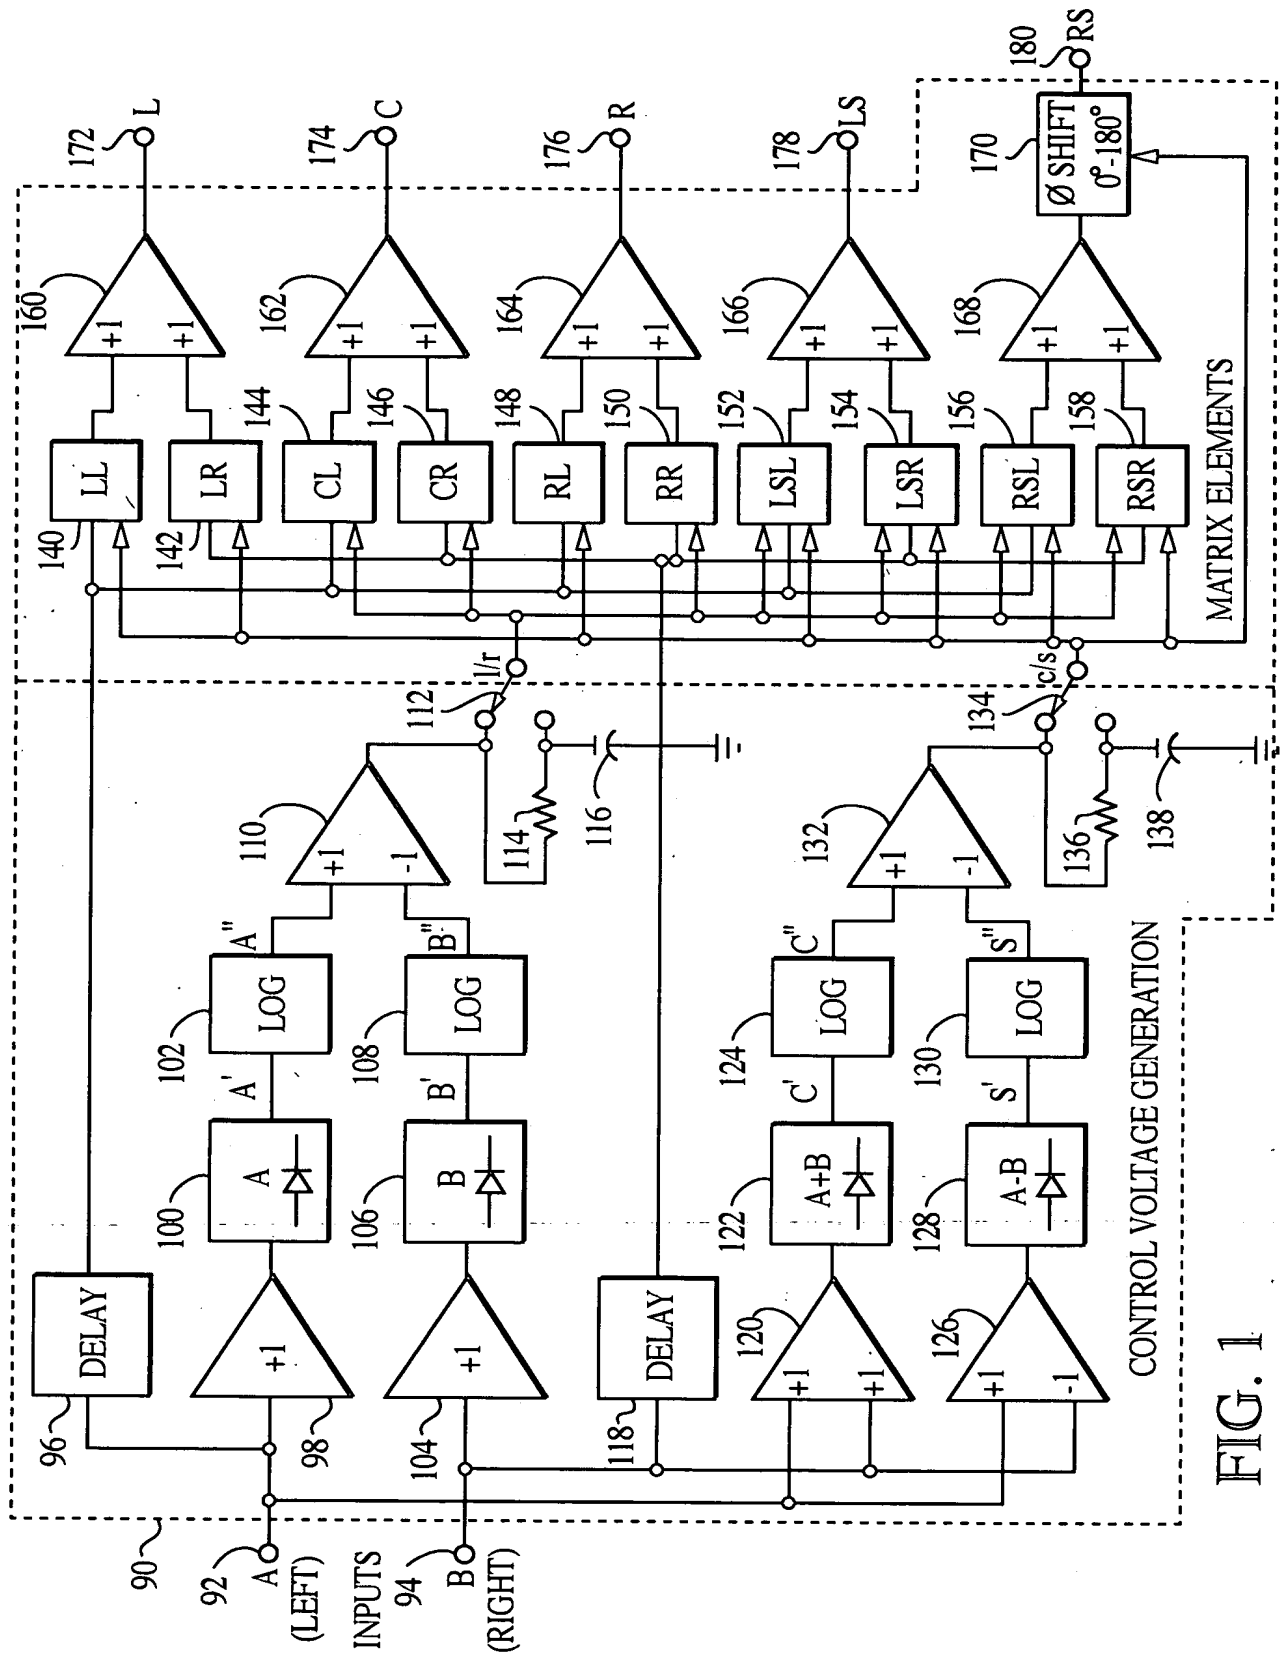 90
92
A
(LEFT)
INPUTS
94
B
(RIGHT)
96
DELAY
98
+1
100
A
A'
102
LOG
A"
104
+1
106
B
B'
108
LOG
B"
110
+1
-1
112
l/r
114
116
118
DELAY
120
+1
+1
122
A+B
C'
124
LOG
C"
126
+1
-1
128
A-B
S'
130
LOG
S"
132
+1
-1
134
c/s
136
138
CONTROL VOLTAGE GENERATION
140
LL
142
LR
144
CL
146
CR
148
RL
150
RR
152
LSL
154
LSR
156
RSL
158
RSR
MATRIX ELEMENTS
160
+1
+1
162
+1
+1
164
+1
+1
166
+1
+1
168
+1
+1
170
Ø SHIFT
0°-180°
172
L
174
C
176
R
178
LS
180
RS
FIG. 1